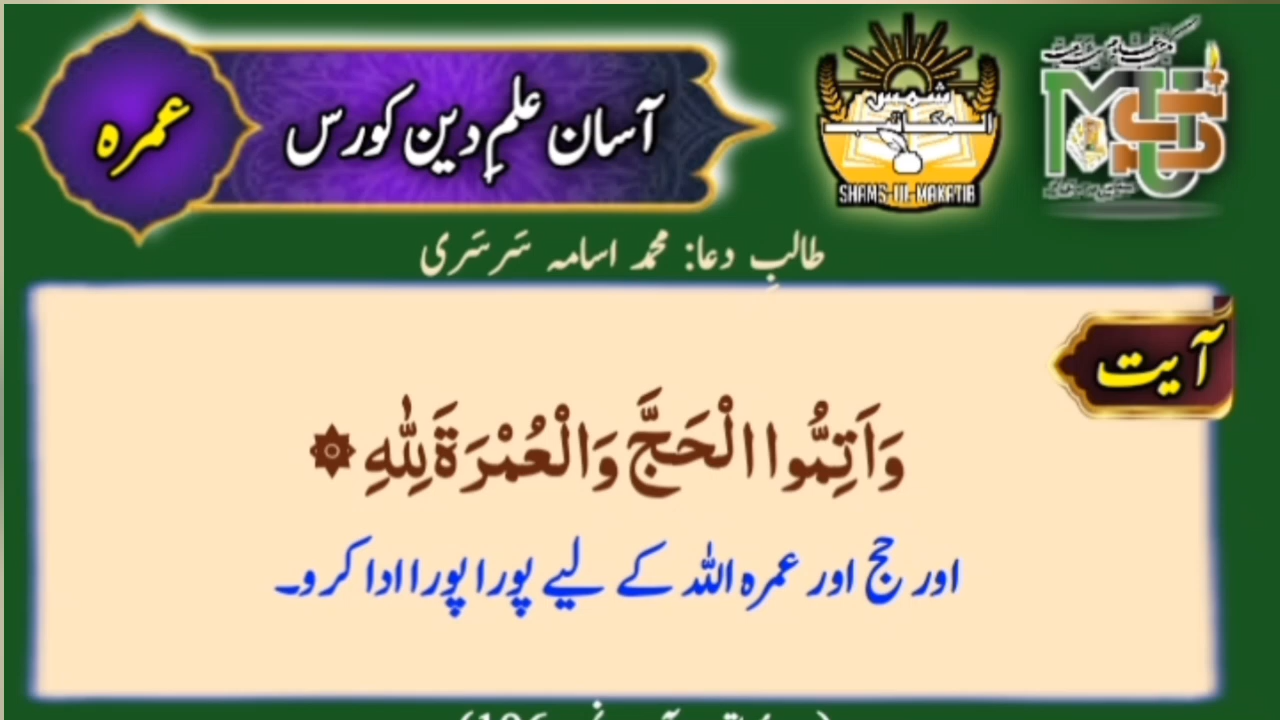 عمرہ
آسان علمِ دین کورس
شمس المکاتب
SHAMS UL MAKATIB
طالبِ دعا: محمد اسامہ سَرسَری
آیت
وَاَتِمُّوا الْحَجَّ وَالْعُمْرَةَ لِلّٰهِ ۞
اور حج اور عمرہ اللہ کے لیے پورا پورا ادا کرو۔